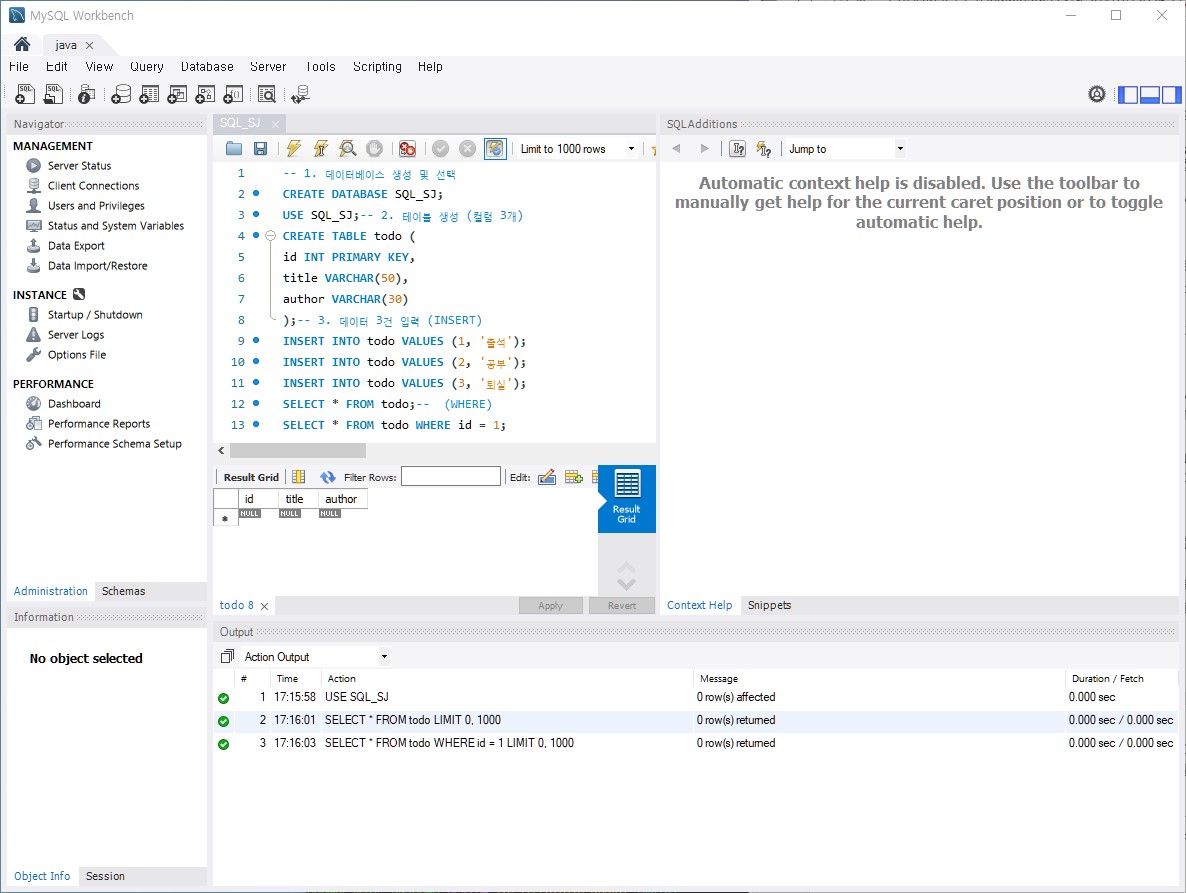 MySQL Workbench
java
File Edit View Query Database Server Tools Scripting Help
Navigator
MANAGEMENT
Server Status
Client Connections
Users and Privileges
Status and System Variables
Data Export
Data Import/Restore
INSTANCE
Startup / Shutdown
Server Logs
Options File
PERFORMANCE
Dashboard
Performance Reports
Performance Schema Setup
Administration Schemas
Information
No object selected
Object Info Session
SQL_SJ
Limit to 1000 rows
1 -- 1. 데이터베이스 생성 및 선택
2 CREATE DATABASE SQL_SJ;
3 USE SQL_SJ;-- 2. 테이블 생성 (컬럼 3개)
4 CREATE TABLE todo (
5 id INT PRIMARY KEY,
6 title VARCHAR(50),
7 author VARCHAR(30)
8 );-- 3. 데이터 3건 입력 (INSERT)
9 INSERT INTO todo VALUES (1, '출석');
10 INSERT INTO todo VALUES (2, '공부');
11 INSERT INTO todo VALUES (3, '퇴실');
12 SELECT * FROM todo;--  (WHERE)
13 SELECT * FROM todo WHERE id = 1;
Result Grid Filter Rows: Edit:
id title author
NULL NULL NULL
Result
Grid
todo 8 Apply Revert
SQLAdditions
Jump to
Automatic context help is disabled. Use the toolbar to
manually get help for the current caret position or to toggle
automatic help.
Context Help Snippets
Output
Action Output
# Time Action Message Duration / Fetch
1 17:15:58 USE SQL_SJ 0 row(s) affected 0.000 sec
2 17:16:01 SELECT * FROM todo LIMIT 0, 1000 0 row(s) returned 0.000 sec / 0.000 sec
3 17:16:03 SELECT * FROM todo WHERE id = 1 LIMIT 0, 1000 0 row(s) returned 0.000 sec / 0.000 sec